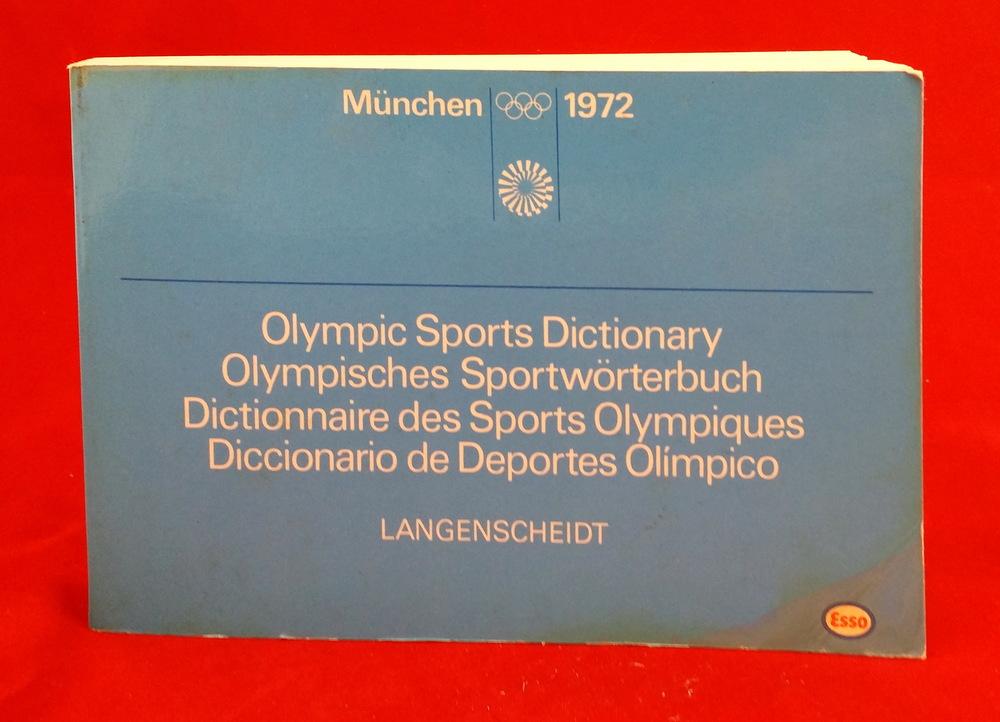 München 1972
Olympic Sports Dictionary
Olympisches Sportwörterbuch
Dictionnaire des Sports Olympiques
Diccionario de Deportes Olímpico
LANGENSCHEIDT
Esso